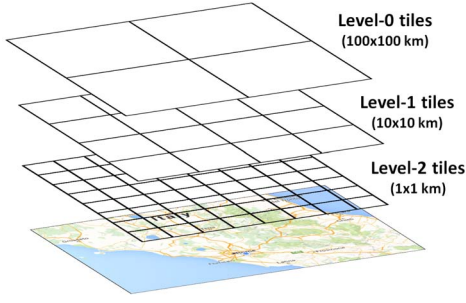 Level-0 tiles
(100x100 km)
Level-1 tiles
(10x10 km)
Level-2 tiles
(1x1 km)